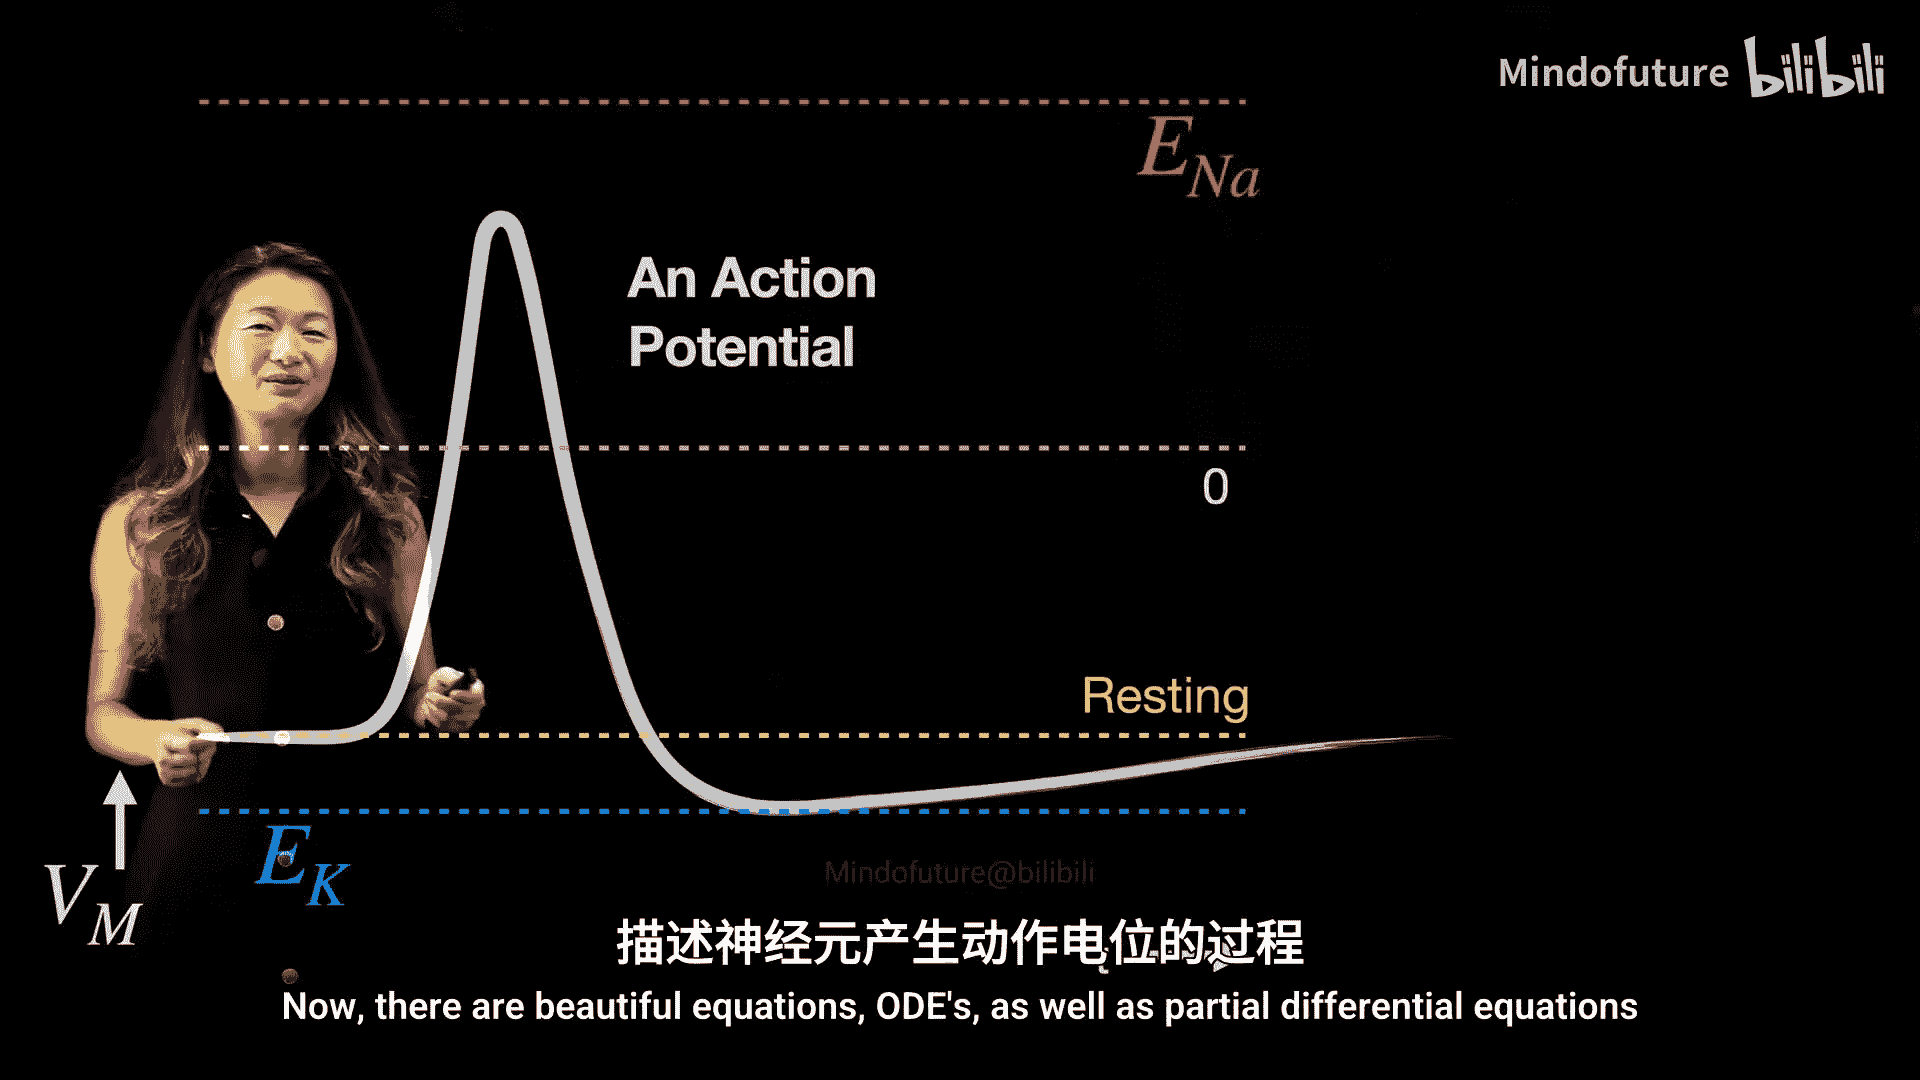 Mindofuture bilibili
E_Na
An Action
Potential
0
Resting
E_K
V_M
Mindofuture@bilibili
描述神经元产生动作电位的过程
Now, there are beautiful equations, ODE's, as well as partial differential equations